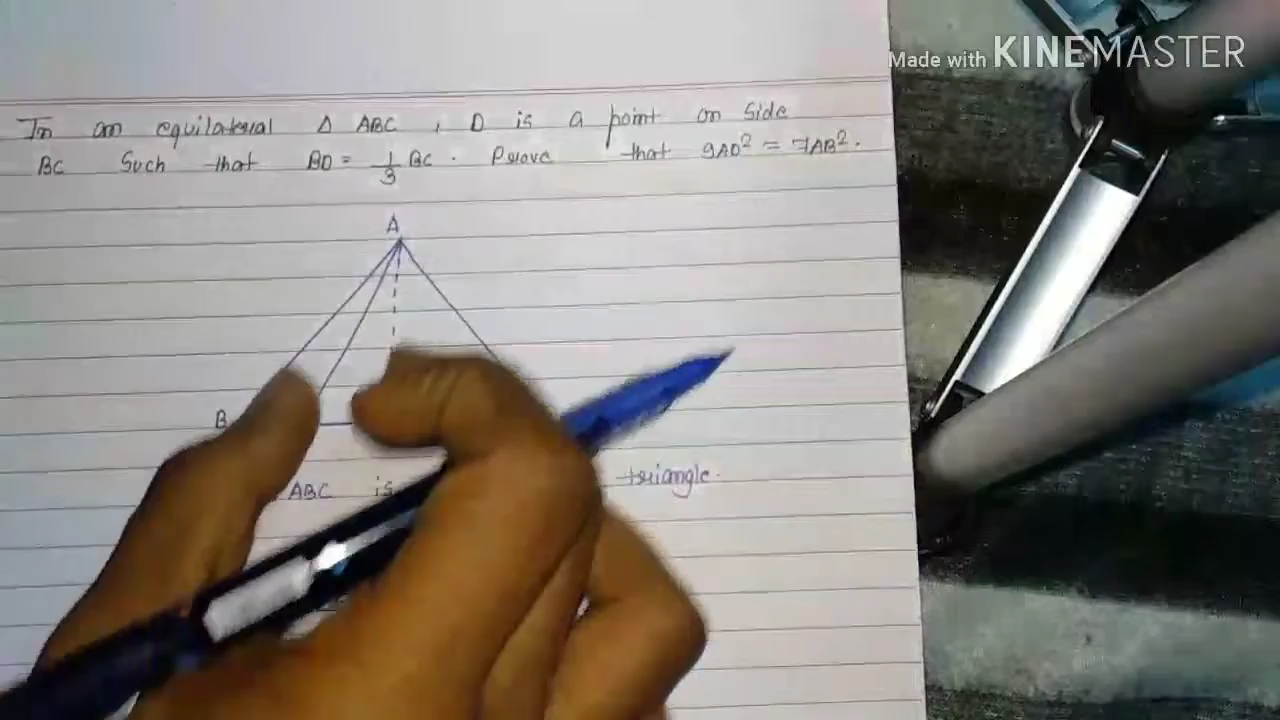 Made with KINEMASTER
In an equilateral Δ ABC , D is a point on side
BC Such that BD = 1/3 BC . Prove that 9AD² = 7AB² .
A
B
ABC is triangle.